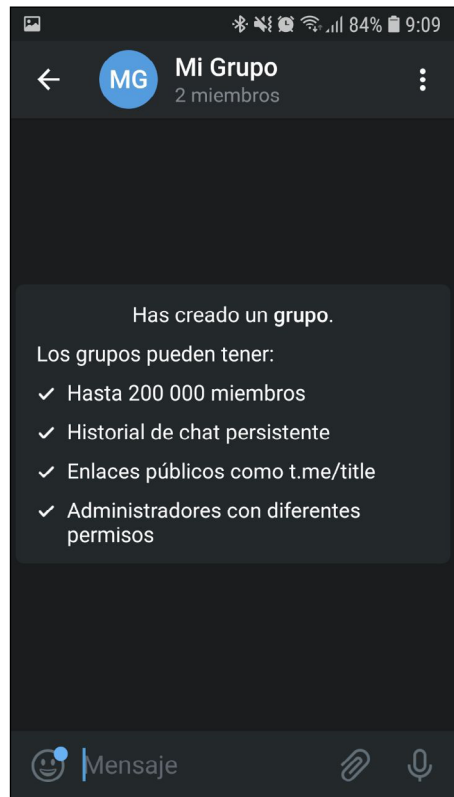 84% 9:09
MG
Mi Grupo
2 miembros
Has creado un grupo.
Los grupos pueden tener:
Hasta 200 000 miembros
Historial de chat persistente
Enlaces públicos como t.me/title
Administradores con diferentes
permisos
Mensaje